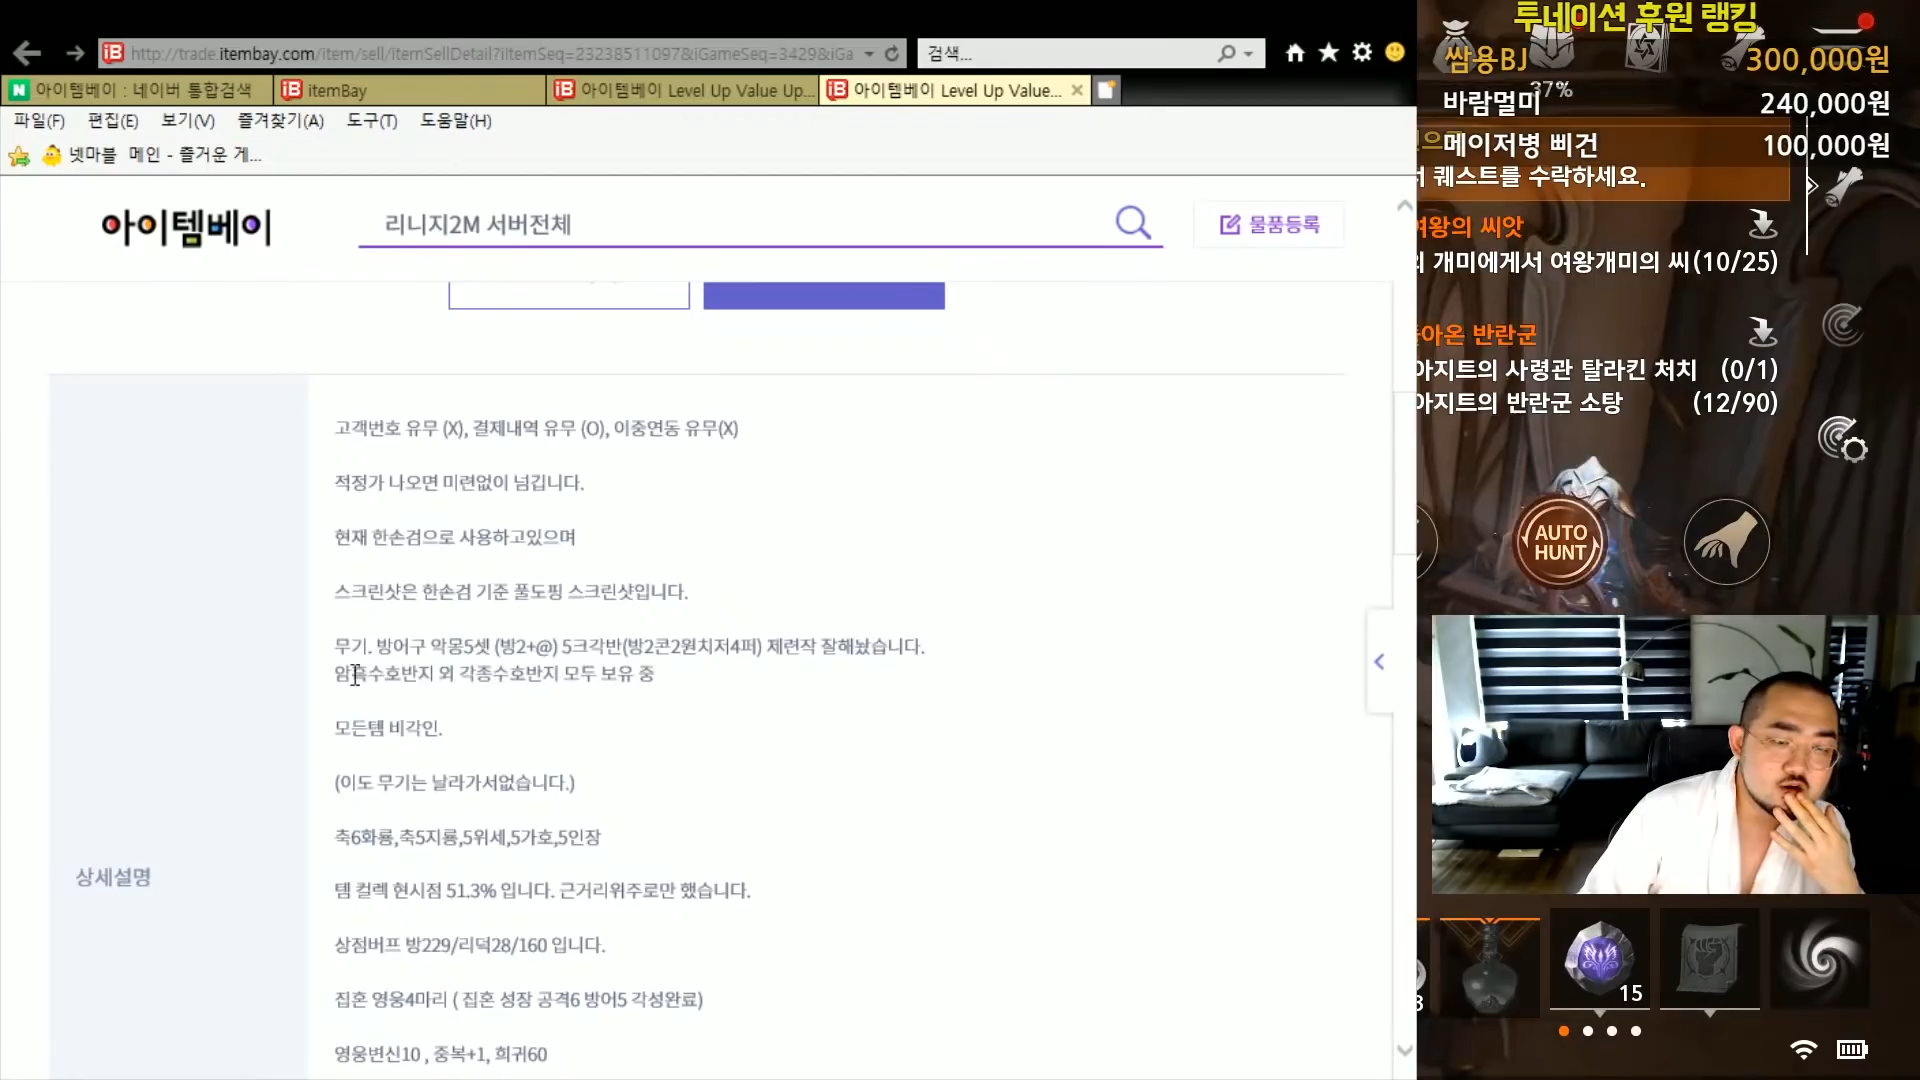 http://trade.itembay.com/item/sell/itemSellDetail?iItemSeq=23238511097&iGameSeq=3429&iGa
검색...
아이템베이 : 네이버 통합검색
itemBay
아이템베이 Level Up Value Up...
아이템베이 Level Up Value...
파일(F) 편집(E) 보기(V) 즐겨찾기(A) 도구(T) 도움말(H)
넷마블 메인 - 즐거운 게...
아이템베이
리니지2M 서버전체
물품등록
고객번호 유무 (X), 결제내역 유무 (O), 이중연동 유무(X)
적정가 나오면 미련없이 넘깁니다.
현재 한손검으로 사용하고있으며
스크린샷은 한손검 기준 풀도핑 스크린샷입니다.
무기. 방어구 악몽5셋 (방2+@) 5크각반(방2콘2원치저4퍼) 제련작 잘해놨습니다.
암흑수호반지 외 각종수호반지 모두 보유 중
모든템 비각인.
(이도 무기는 날라가서없습니다.)
축6화룡,축5지룡,5위세,5가호,5인장
상세설명
템 컬렉 현시점 51.3% 입니다. 근거리위주로만 했습니다.
상점버프 방229/리덕28/160 입니다.
집혼 영웅4마리 ( 집혼 성장 공격6 방어5 각성완료)
영웅변신10 , 중복+1, 희귀60
투네이션 후원 랭킹
쌈용BJ 300,000원
37%
바람멀미 240,000원
메이저병 삐건 100,000원
퀘스트를 수락하세요.
여왕의 씨앗
개미에게서 여왕개미의 씨(10/25)
돌아온 반란군
아지트의 사령관 탈라킨 처치 (0/1)
아지트의 반란군 소탕 (12/90)
AUTO
HUNT
15